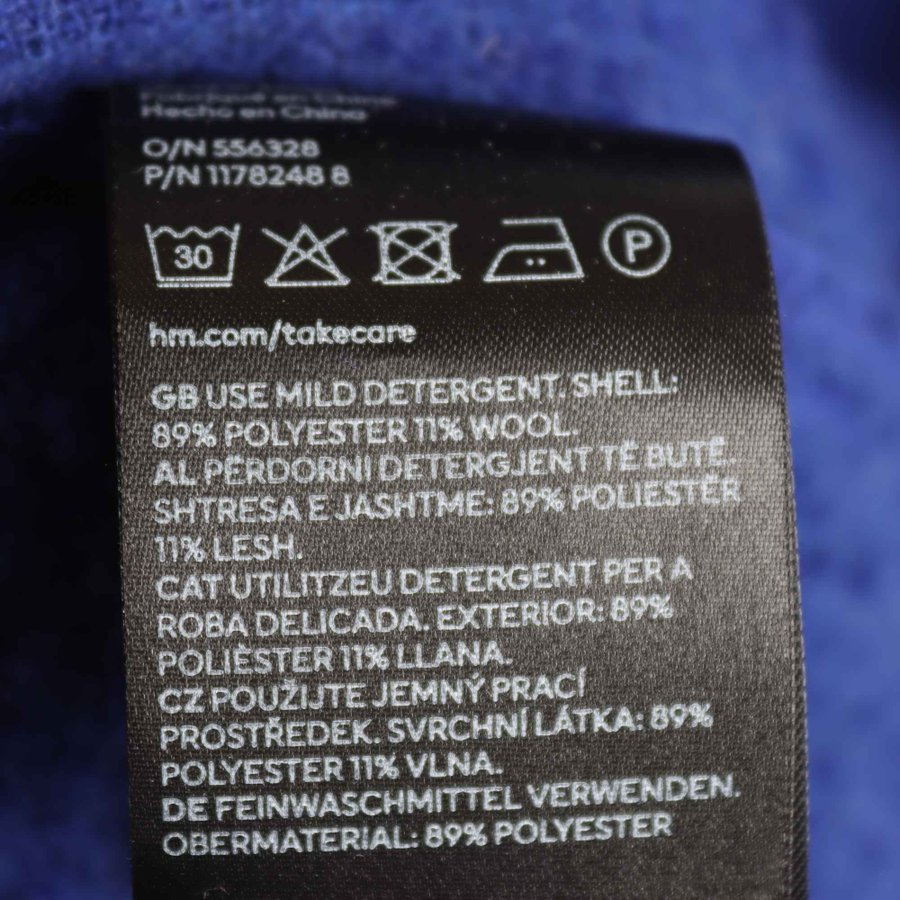 Hecho en China
O/N 556328
P/N 1178248 8
30
P
hm.com/takecare
GB USE MILD DETERGENT. SHELL:
89% POLYESTER 11% WOOL.
AL PËRDORNI DETERGJENT TË BUTË.
SHTRESA E JASHTME: 89% POLIESTËR
11% LESH.
CAT UTILITZEU DETERGENT PER A
ROBA DELICADA. EXTERIOR: 89%
POLIÈSTER 11% LLANA.
CZ POUŽIJTE JEMNÝ PRACÍ
PROSTŘEDEK. SVRCHNÍ LÁTKA: 89%
POLYESTER 11% VLNA.
DE FEINWASCHMITTEL VERWENDEN.
OBERMATERIAL: 89% POLYESTER